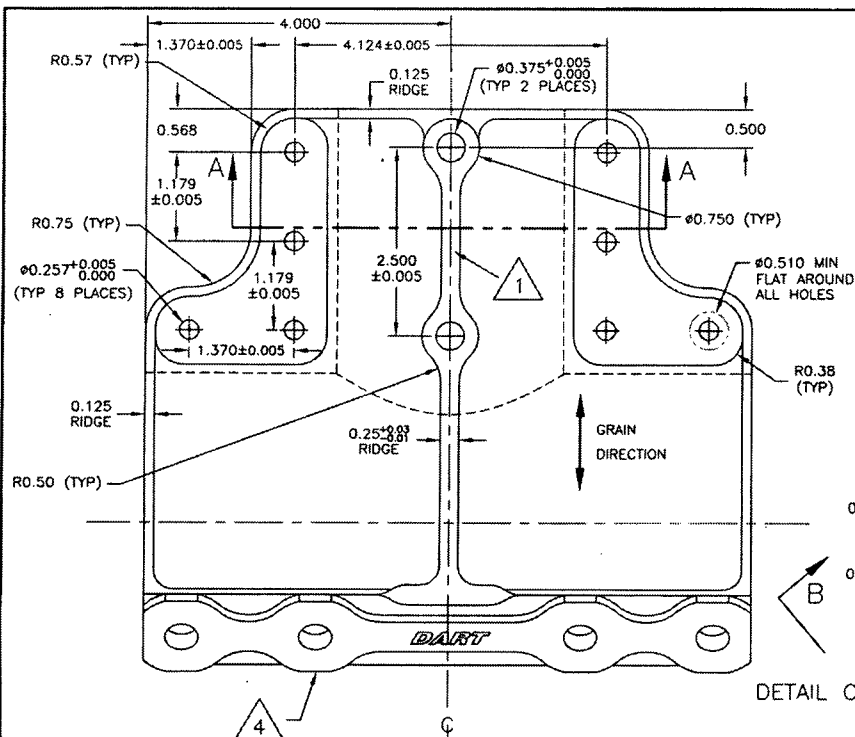 4.000
1.370±0.005
4.124±0.005
R0.57 (TYP)
0.125
RIDGE
ø0.375+0.005
0.000
(TYP 2 PLACES)
0.568
0.500
A
A
1.179
±0.005
R0.75 (TYP)
ø0.750 (TYP)
2.500
±0.005
ø0.257+0.005
0.000
(TYP 8 PLACES)
1.179
±0.005
1
ø0.510 MIN
FLAT AROUND
ALL HOLES
1.370±0.005
R0.38
(TYP)
0.125
RIDGE
0.25+0.03
-0.01
RIDGE
GRAIN
DIRECTION
R0.50 (TYP)
0
0
B
DART
DETAIL C
4
℄